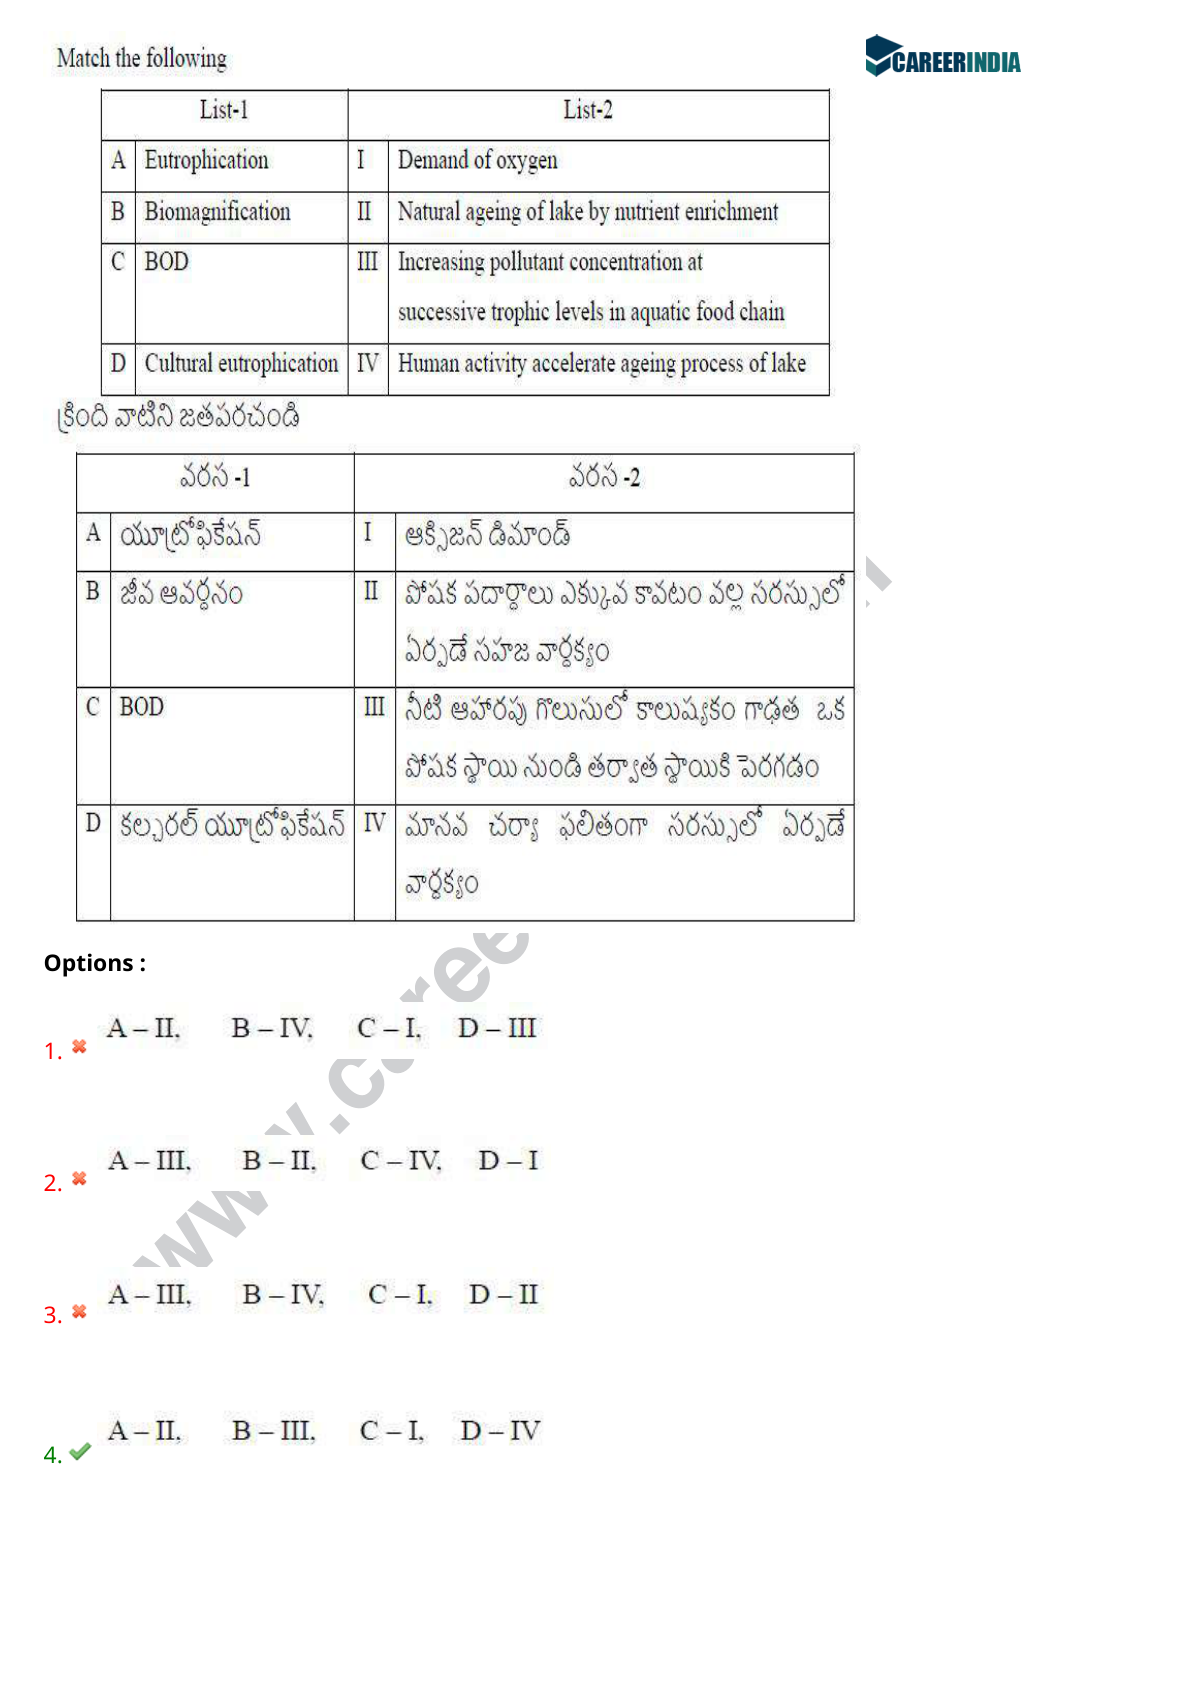 Match the following
CAREERINDIA
List-1 List-2
A Eutrophication I Demand of oxygen
B Biomagnification II Natural ageing of lake by nutrient enrichment
C BOD III Increasing pollutant concentration at
successive trophic levels in aquatic food chain
D Cultural eutrophication IV Human activity accelerate ageing process of lake
క్రింది వాటిని జతపరచండి
వరస -1 వరస -2
A యూట్రోఫికేషన్ I ఆక్సిజన్ డిమాండ్
B జీవ ఆవర్ధనం II పోషక పదార్ధాలు ఎక్కువ కావటం వల్ల సరస్సులో
ఏర్పడే సహజ వార్ధక్యం
C BOD III నీటి ఆహారపు గొలుసులో కాలుష్యకం గాఢత ఒక
పోషక స్థాయి నుండి తర్వాత స్థాయికి పెరగడం
D కల్చరల్ యూట్రోఫికేషన్ IV మానవ చర్యా ఫలితంగా సరస్సులో ఏర్పడే
వార్ధక్యం
Options :
1. A – II, B – IV, C – I, D – III
2. A – III, B – II, C – IV, D – I
3. A – III, B – IV, C – I, D – II
4. A – II, B – III, C – I, D – IV